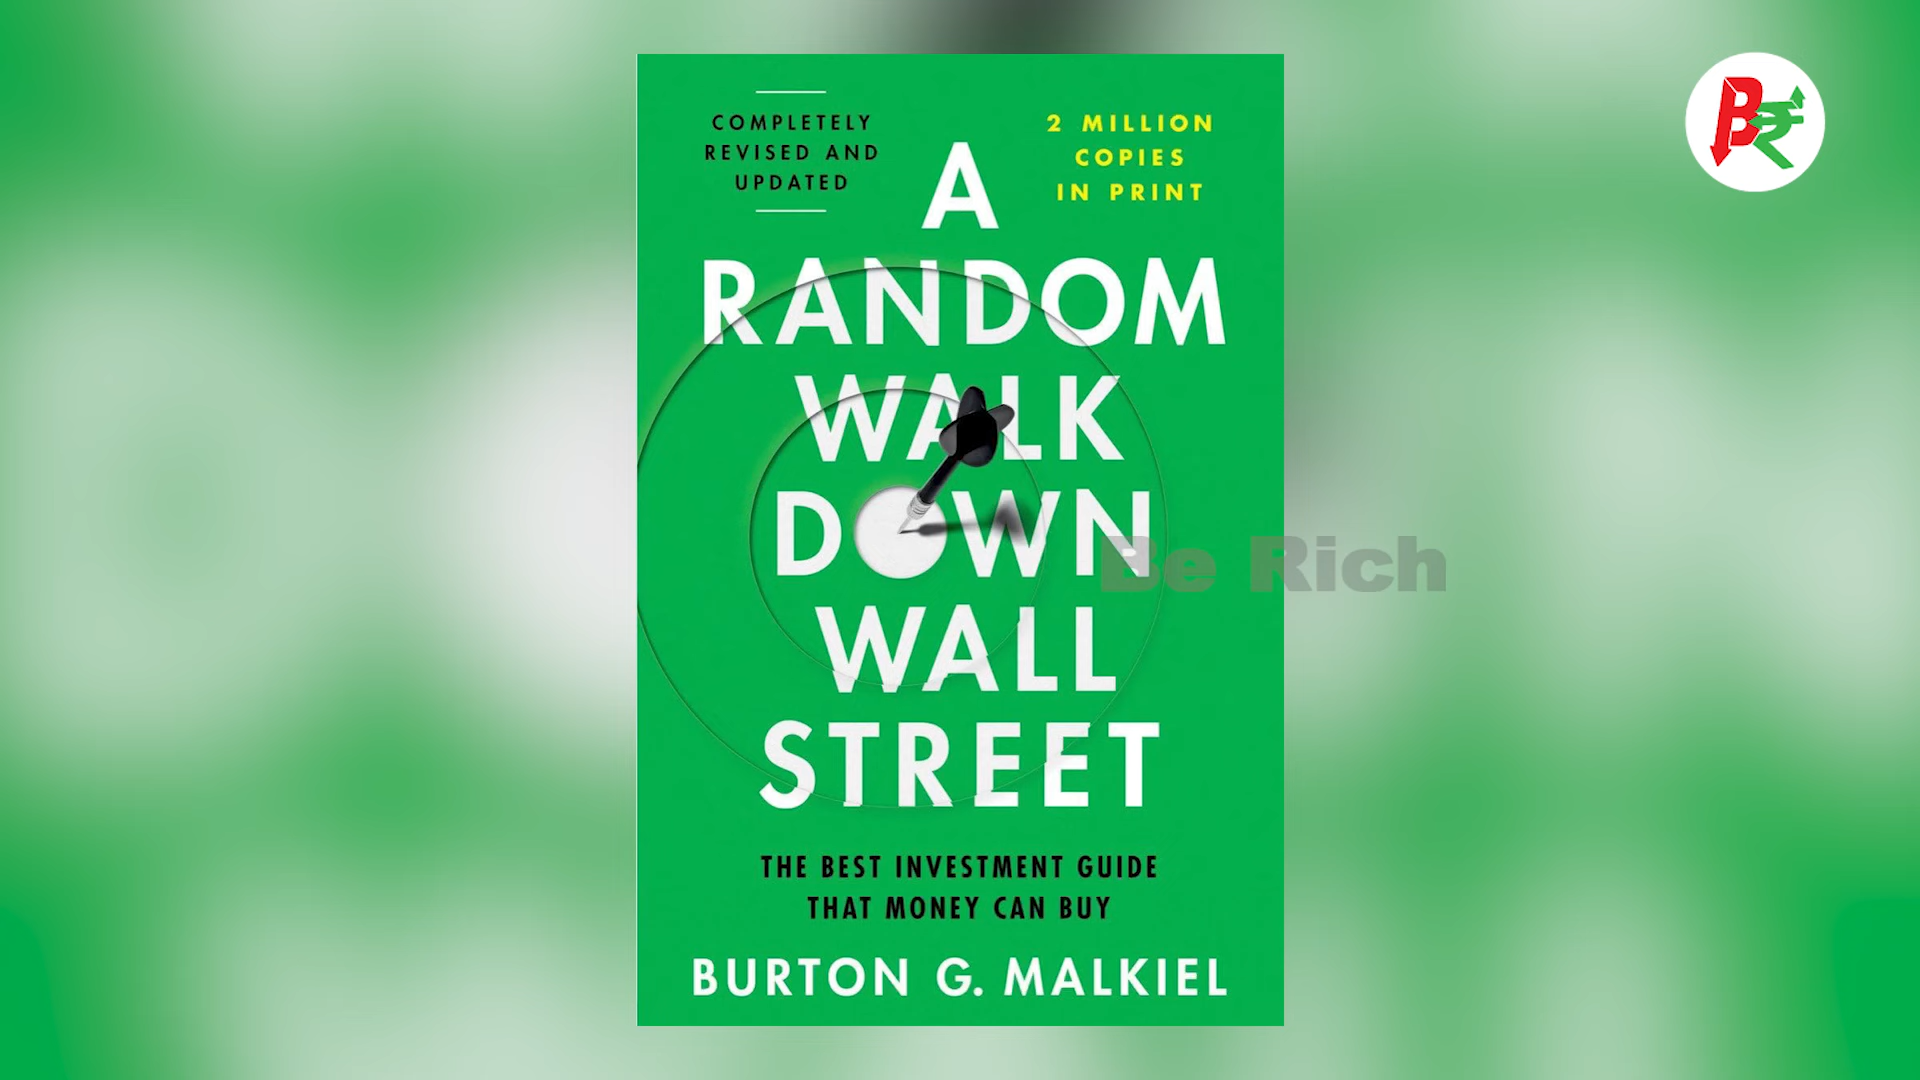 COMPLETELY
REVISED AND
UPDATED
2 MILLION
COPIES
IN PRINT
A
RANDOM
WALK
DOWN
WALL
STREET
THE BEST INVESTMENT GUIDE
THAT MONEY CAN BUY
BURTON G. MALKIEL
Be Rich
B₹